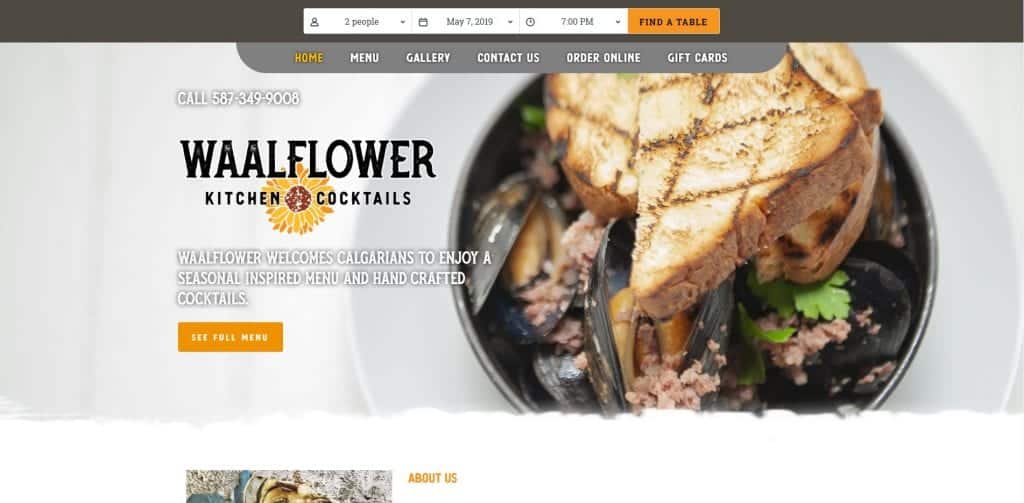 2 people May 7, 2019 7:00 PM FIND A TABLE
HOME MENU GALLERY CONTACT US ORDER ONLINE GIFT CARDS
CALL 587-349-9008
WAALFLOWER
KITCHEN COCKTAILS
WAALFLOWER WELCOMES CALGARIANS TO ENJOY A
SEASONAL INSPIRED MENU AND HAND CRAFTED
COCKTAILS.
SEE FULL MENU
ABOUT US